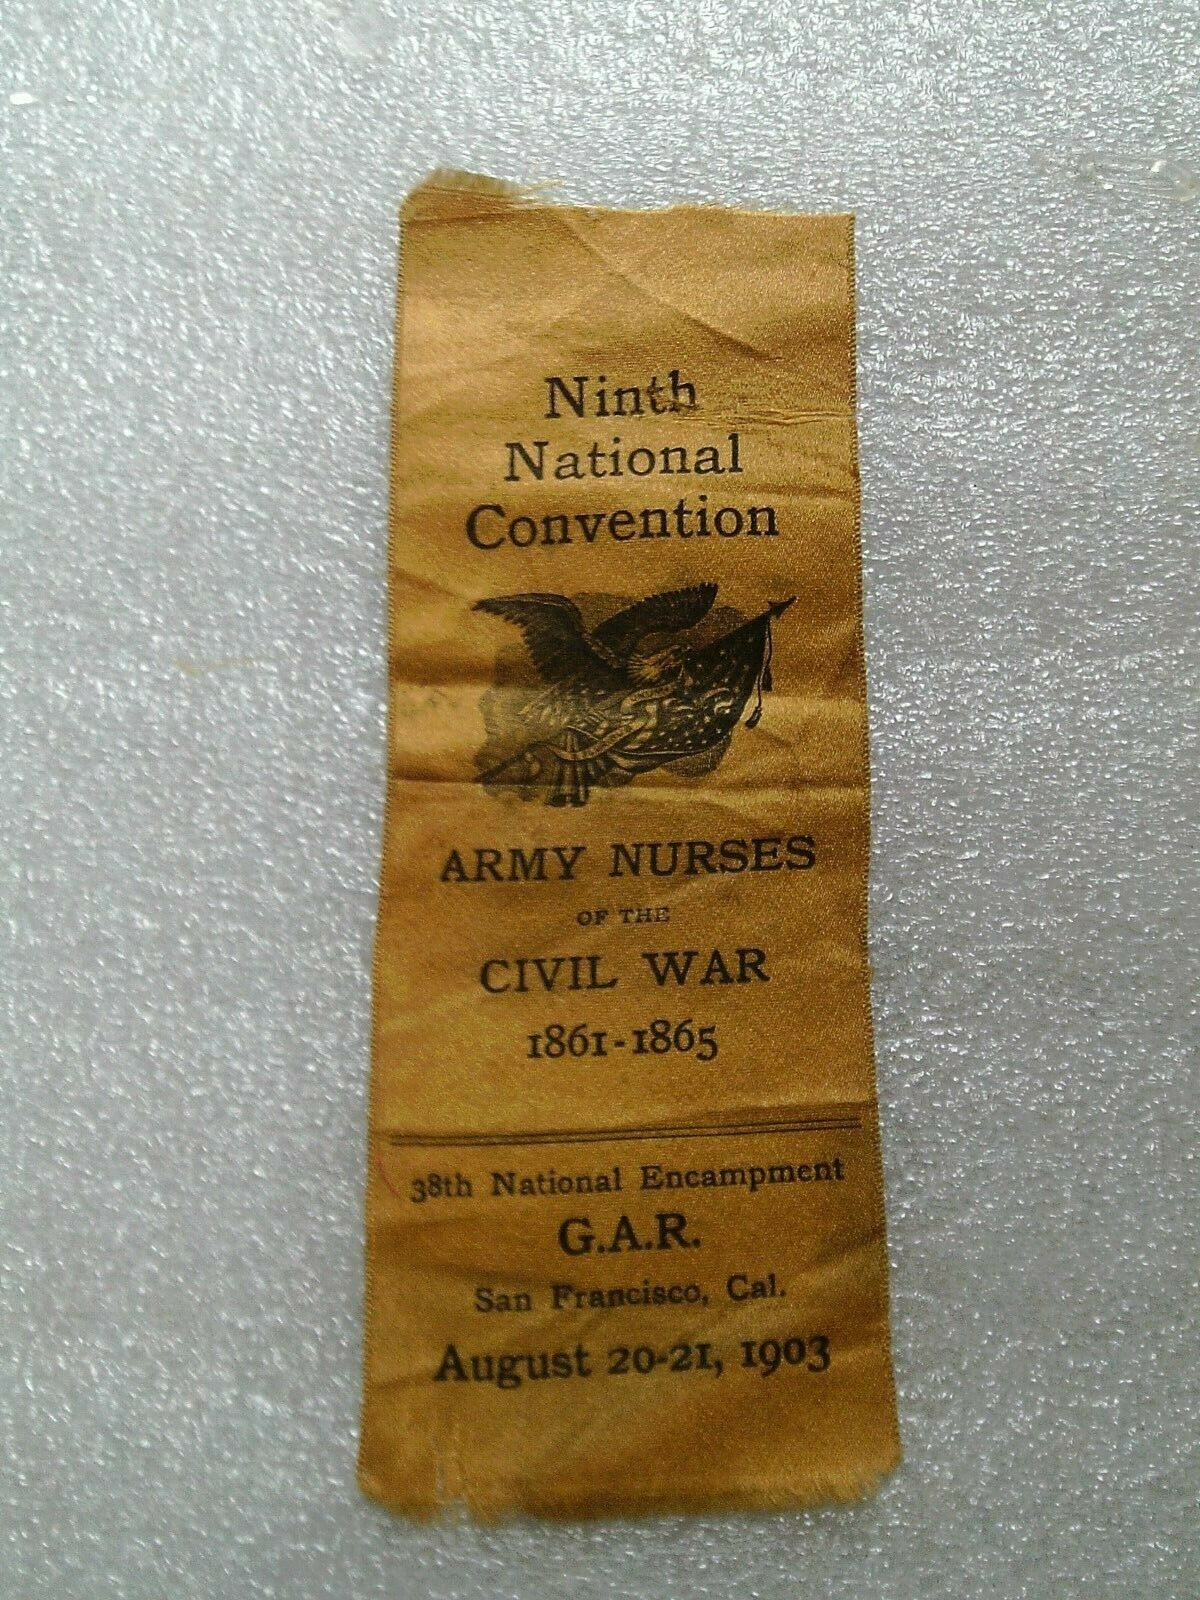 Ninth
National
Convention
ARMY NURSES
OF THE
CIVIL WAR
1861-1865
38th National Encampment
G.A.R.
San Francisco, Cal.
August 20-21, 1903